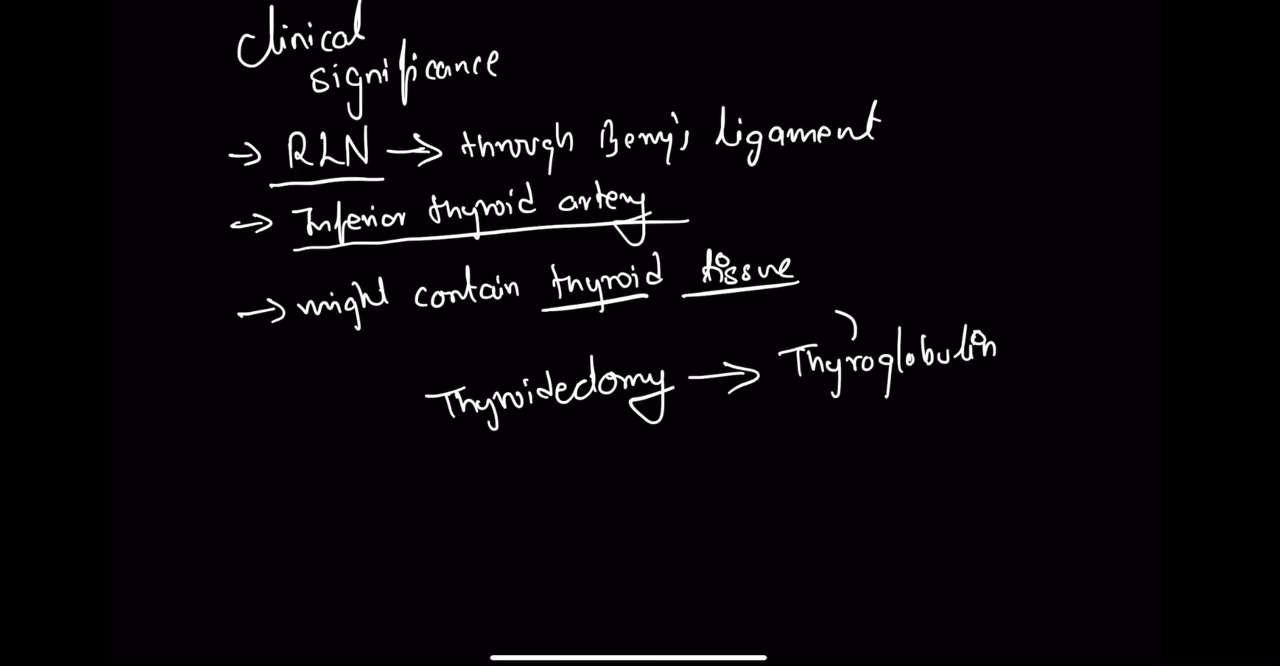 Clinical
significance
→ RLN → through Berry's Ligament
→ Inferior thyroid artery
→ might contain thyroid tissue
Thyroidectomy → Thyroglobulin